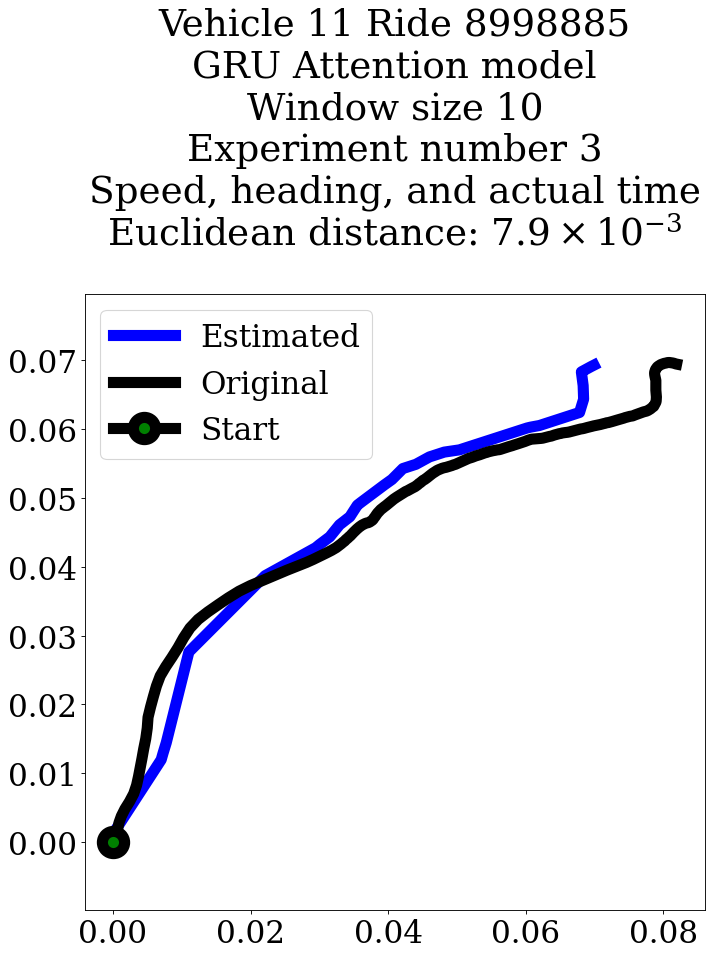 Vehicle 11 Ride 8998885
GRU Attention model
Window size 10
Experiment number 3
Speed, heading, and actual time
Euclidean distance: 7.9 × 10⁻³
Estimated
Original
Start
0.07
0.06
0.05
0.04
0.03
0.02
0.01
0.00
0.00 0.02 0.04 0.06 0.08